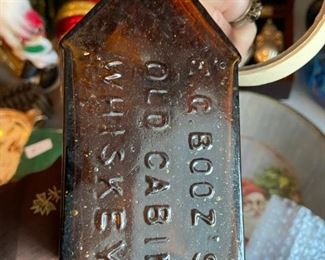 E. G. BOOZ'S
OLD CABIN
WHISKEY